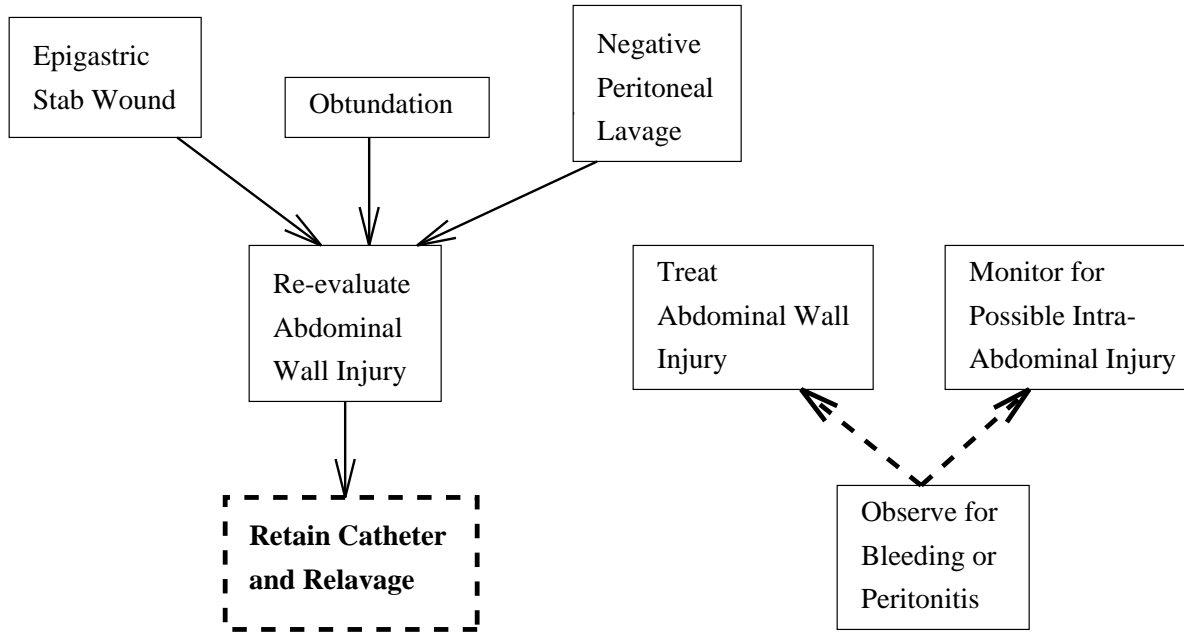 Epigastric
Stab Wound
Obtundation
Negative
Peritoneal
Lavage
Re-evaluate
Abdominal
Wall Injury
Treat
Abdominal Wall
Injury
Monitor for
Possible Intra-
Abdominal Injury
Retain Catheter
and Relavage
Observe for
Bleeding or
Peritonitis